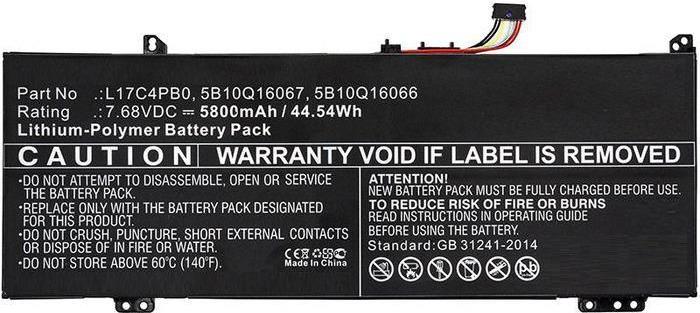 Part No .:L17C4PB0, 5B10Q16067, 5B10Q16066
Rating .:7.68VDC ⎓ 5800mAh / 44.54Wh
Lithium-Polymer Battery Pack
CAUTION WARRANTY VOID IF LABEL IS REMOVED
•DO NOT ATTEMPT TO DISASSEMBLE, OPEN OR SERVICE
THE BATTERY PACK.
•REPLACE ONLY WITH THE BATTERY PACK DESIGNATED
FOR THIS PRODUCT.
•DO NOT CRUSH, PUNCTURE, SHORT EXTERNAL CONTACTS
OR DISPOSE OF IN FIRE OR WATER.
•DO NOT STORE ABOVE 60°C (140°F).
CE
Made In China
ATTENTION!
NEW BATTERY PACK MUST BE FULLY CHARGED BEFORE USE.
TO REDUCE RISK OF FIRE OR BURNS
READ INSTRUCTIONS IN OPERATING GUIDE
BEFORE OPERATING
Standard:GB 31241-2014